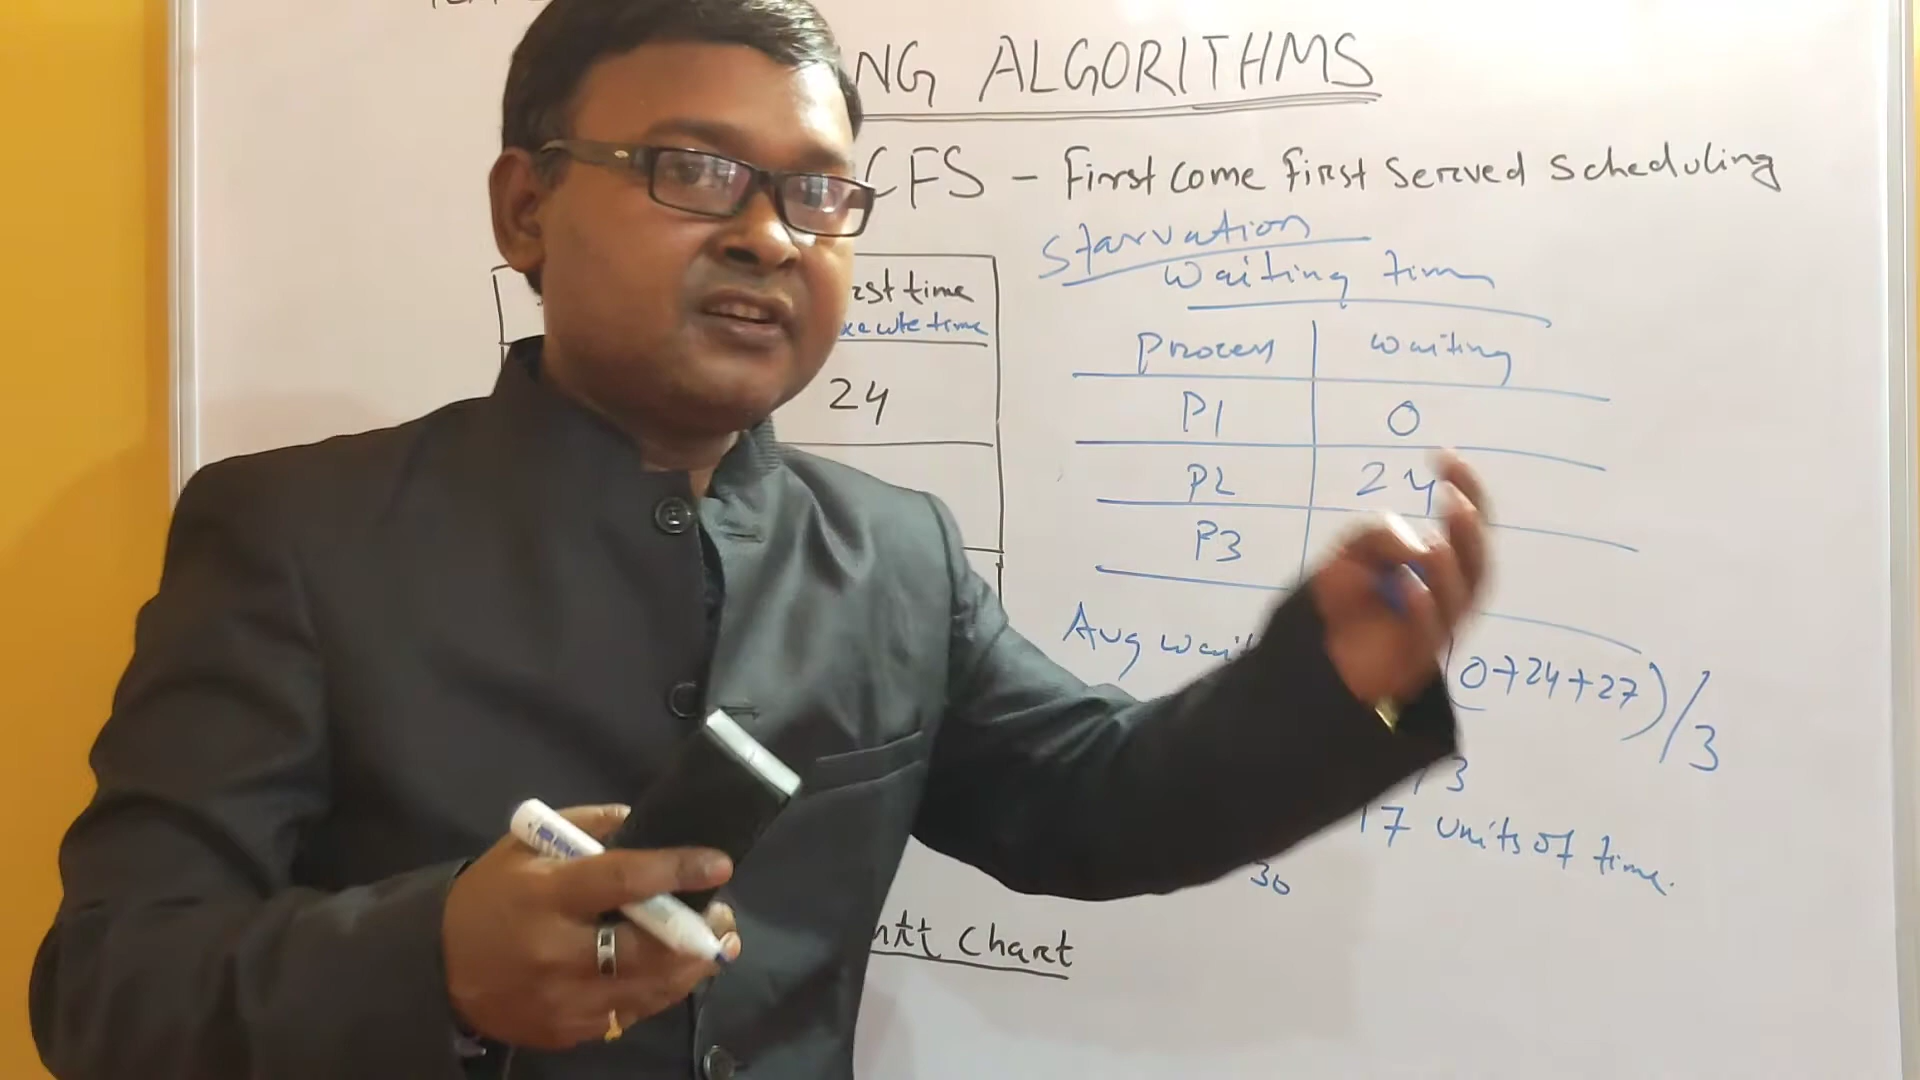 NG ALGORITHMS
CFS - First come First Served Scheduling
Starvation
Waiting time
rst time
xecute time
24
Process waiting
P1 0
P2 24
P3
Avg wait (0+24+27)/3
/3
17 units of time.
30
ntt Chart